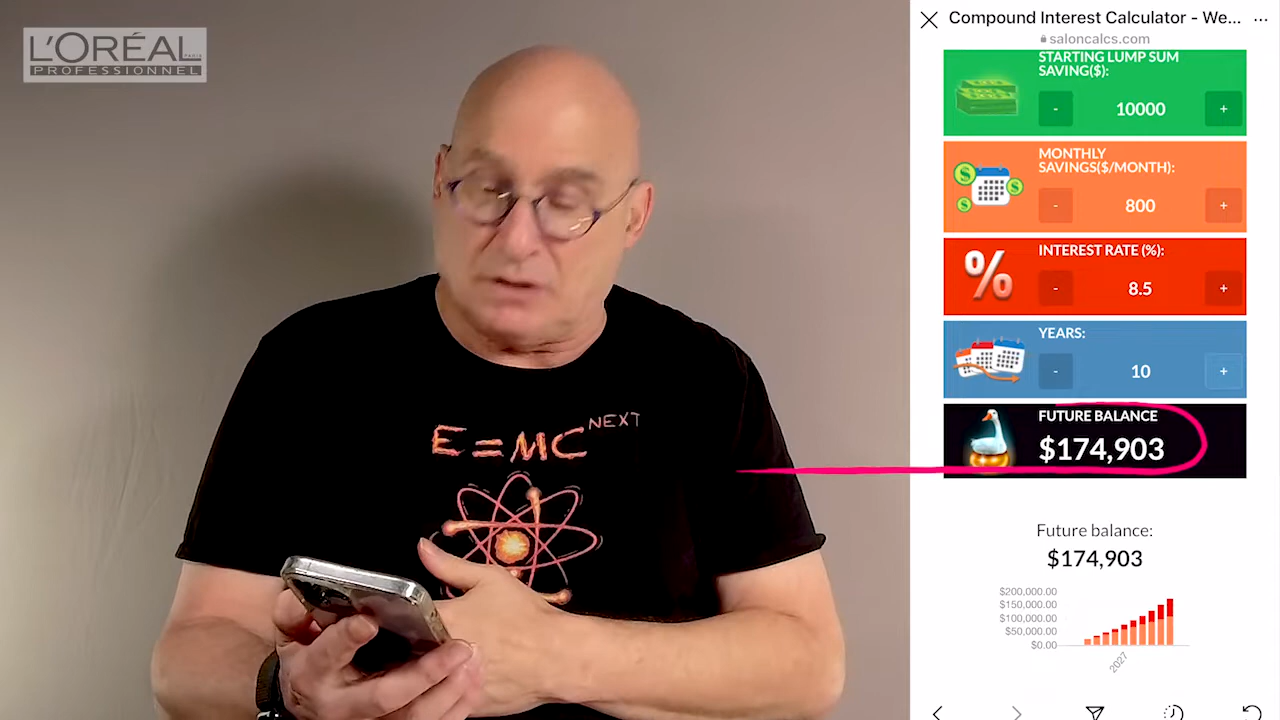 L'ORÉAL
PARIS
PROFESSIONNEL
E=MC NEXT
Compound Interest Calculator - We...
saloncalcs.com
STARTING LUMP SUM
SAVING($):
- 10000 +
MONTHLY
SAVINGS($/MONTH):
- 800 +
INTEREST RATE (%):
- 8.5 +
YEARS:
- 10 +
FUTURE BALANCE
$174,903
Future balance:
$174,903
$200,000.00
$150,000.00
$100,000.00
$50,000.00
$0.00
2027